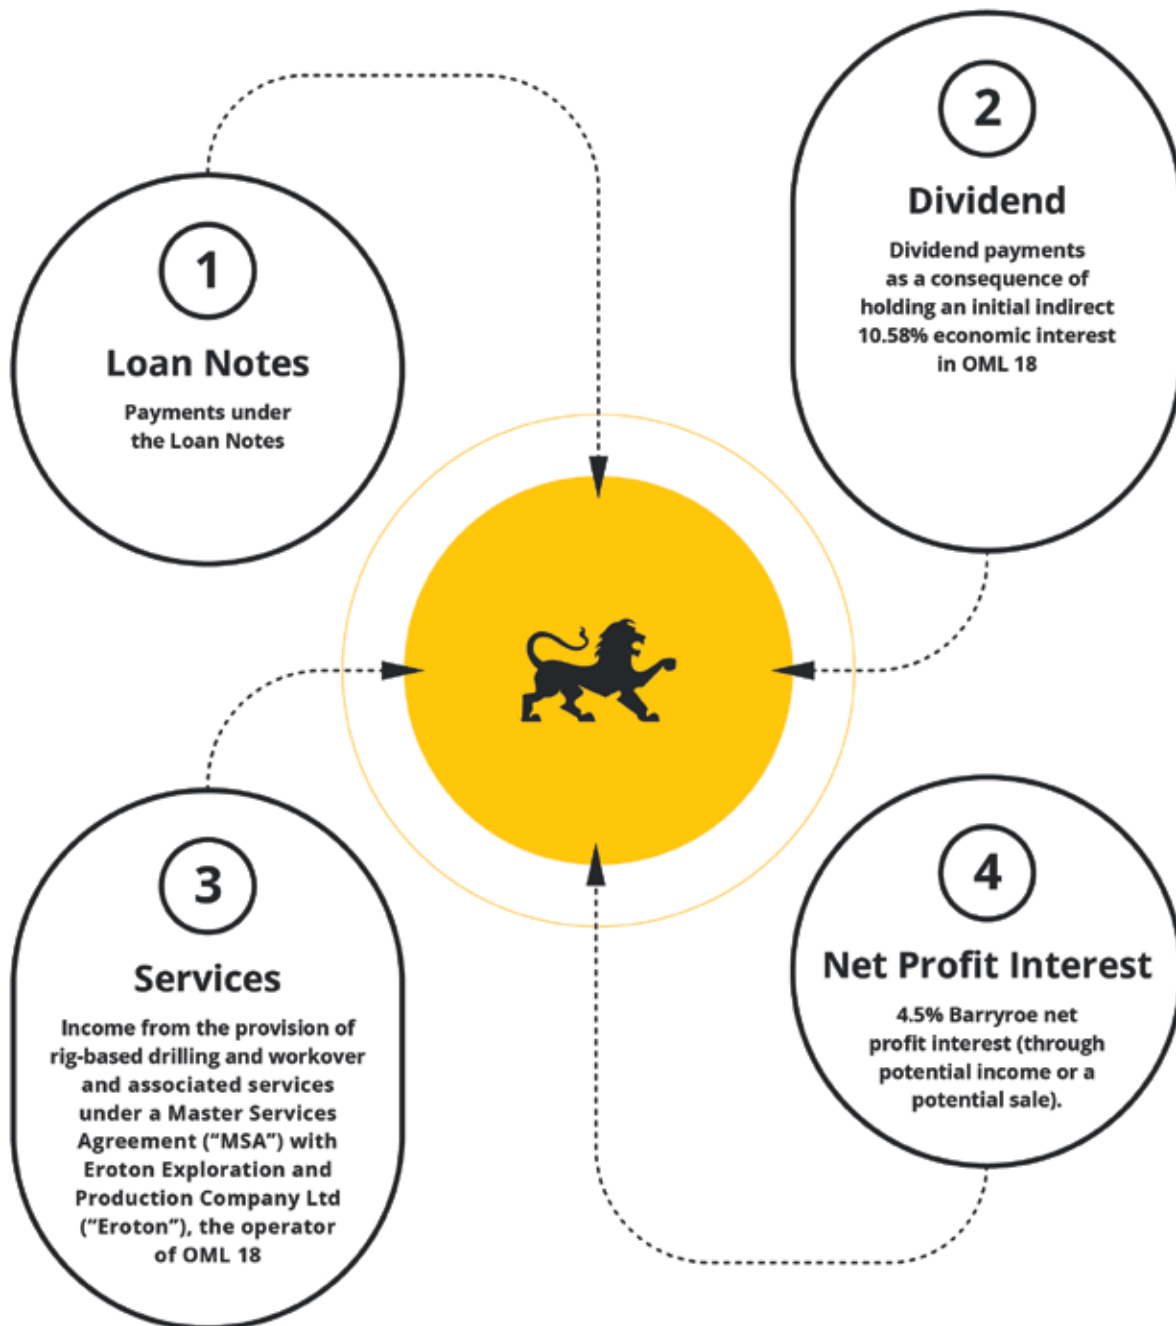 1
Loan Notes
Payments under
the Loan Notes
2
Dividend
Dividend payments
as a consequence of
holding an initial indirect
10.58% economic interest
in OML 18
3
Services
Income from the provision of
rig-based drilling and workover
and associated services
under a Master Services
Agreement (“MSA”) with
Eroton Exploration and
Production Company Ltd
(“Eroton”), the operator
of OML 18
4
Net Profit Interest
4.5% Barryroe net
profit interest (through
potential income or a
potential sale).